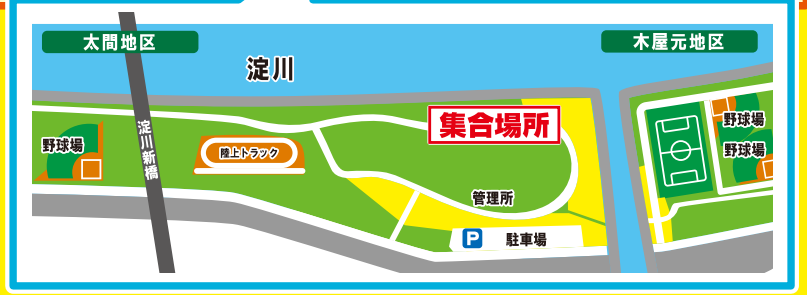 太間地区
木屋元地区
淀川
集合場所
野球場
淀川新橋
陸上トラック
野球場
野球場
管理所
P 駐車場